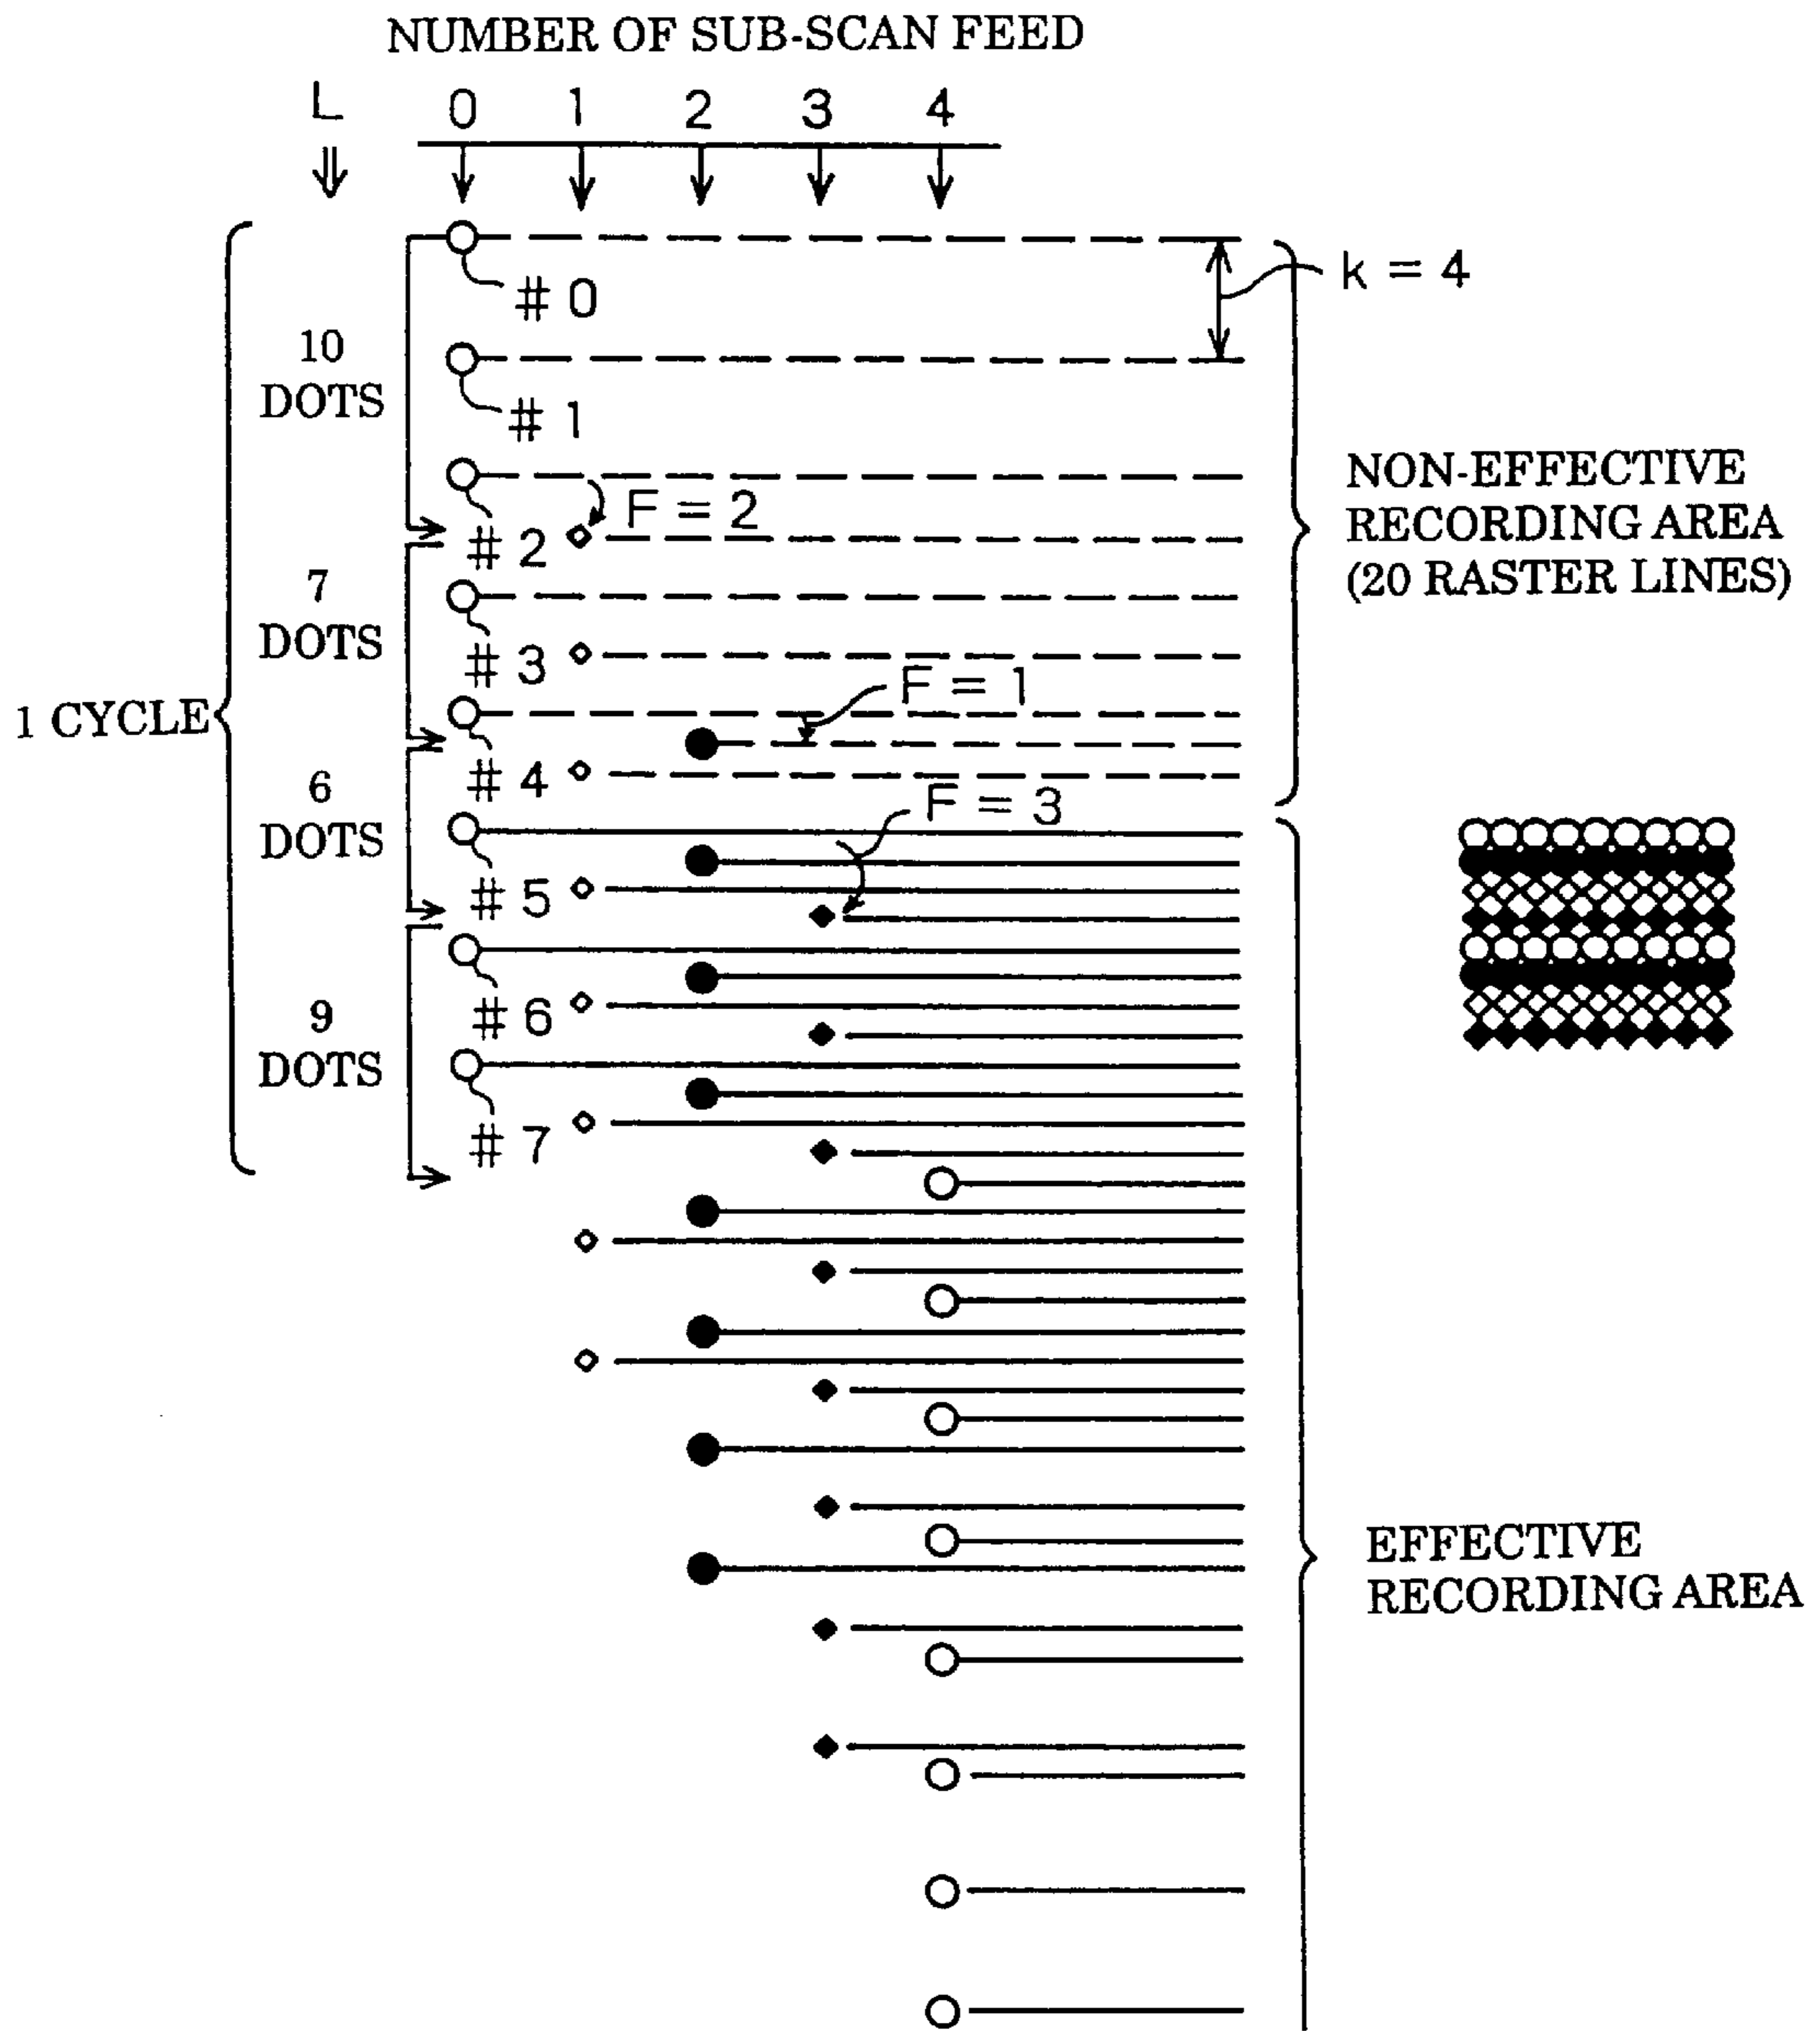 NUMBER OF SUB-SCAN FEED
L 0 1 2 3 4
#0
k = 4
10
DOTS
#1
NON-EFFECTIVE
RECORDING AREA
(20 RASTER LINES)
F = 2
#2
7
DOTS
#3
F = 1
1 CYCLE
#4
6
DOTS
F = 3
#5
#6
9
DOTS
#7
EFFECTIVE
RECORDING AREA